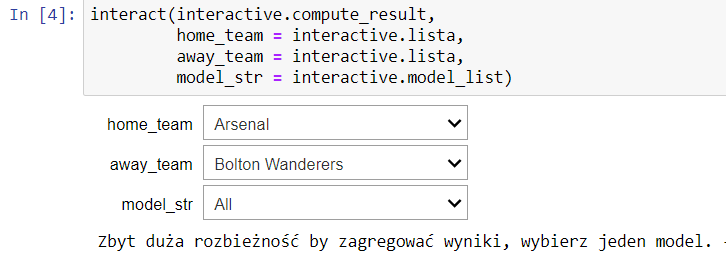 In [4]: interact(interactive.compute_result,
home_team = interactive.lista,
away_team = interactive.lista,
model_str = interactive.model_list)
home_team Arsenal
away_team Bolton Wanderers
model_str All
Zbyt duża rozbieżność by zagregować wyniki, wybierz jeden model. -